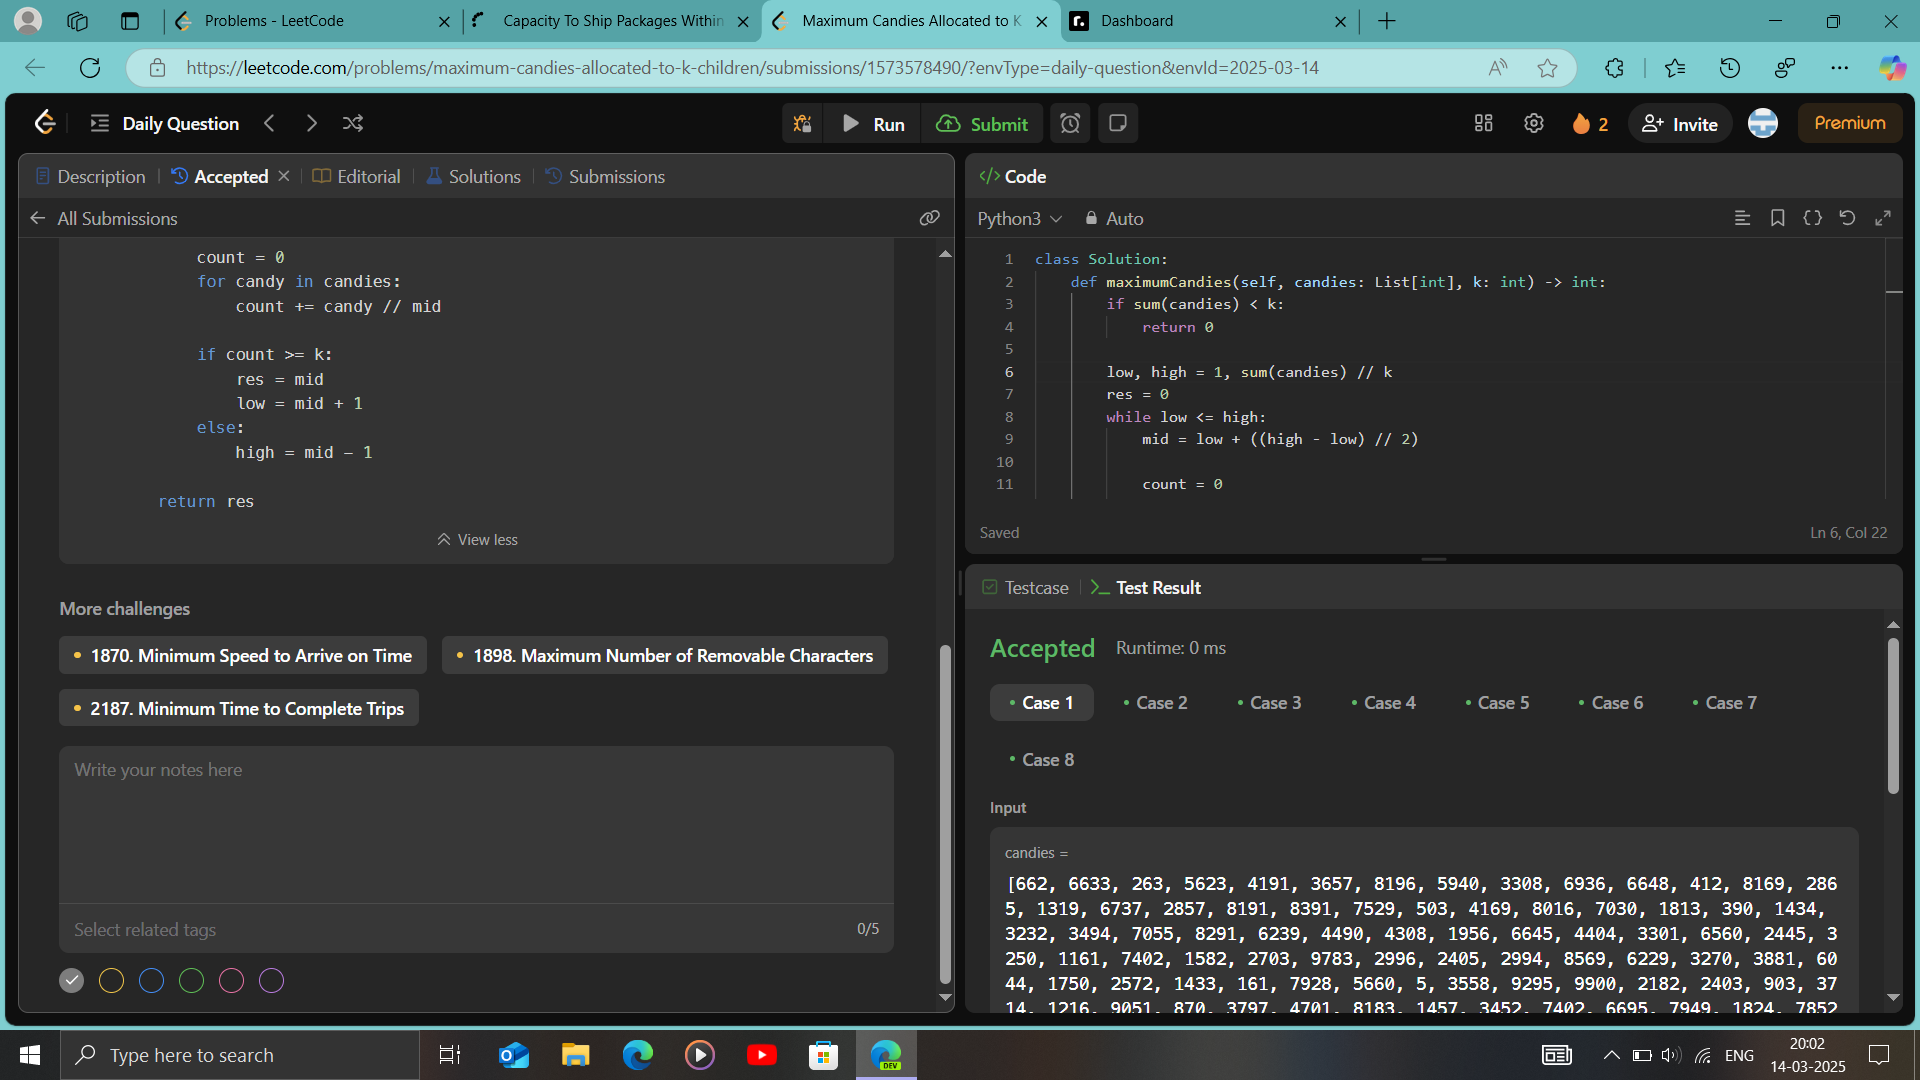 Problems - LeetCode
Capacity To Ship Packages Within
Maximum Candies Allocated to K
Dashboard
https://leetcode.com/problems/maximum-candies-allocated-to-k-children/submissions/1573578490/?envType=daily-question&envId=2025-03-14
Daily Question
Run
Submit
2
Invite
Premium
Description
Accepted
Editorial
Solutions
Submissions
All Submissions
count = 0
for candy in candies:
count += candy // mid
if count >= k:
res = mid
low = mid + 1
else:
high = mid - 1
return res
View less
More challenges
1870. Minimum Speed to Arrive on Time
1898. Maximum Number of Removable Characters
2187. Minimum Time to Complete Trips
Write your notes here
Select related tags
0/5
</> Code
Python3
Auto
1 class Solution:
2 def maximumCandies(self, candies: List[int], k: int) -> int:
3 if sum(candies) < k:
4 return 0
5
6 low, high = 1, sum(candies) // k
7 res = 0
8 while low <= high:
9 mid = low + ((high - low) // 2)
10
11 count = 0
Saved
Ln 6, Col 22
Testcase
Test Result
Accepted
Runtime: 0 ms
Case 1
Case 2
Case 3
Case 4
Case 5
Case 6
Case 7
Case 8
Input
candies =
[662, 6633, 263, 5623, 4191, 3657, 8196, 5940, 3308, 6936, 6648, 412, 8169, 286
5, 1319, 6737, 2857, 8191, 8391, 7529, 503, 4169, 8016, 7030, 1813, 390, 1434,
3232, 3494, 7055, 8291, 6239, 4490, 4308, 1956, 6645, 4404, 3301, 6560, 2445, 3
250, 1161, 7402, 1582, 2703, 9783, 2996, 2405, 2994, 8569, 6229, 3270, 3881, 60
44, 1750, 2572, 1433, 161, 7928, 5660, 5, 3558, 9295, 9900, 2182, 2403, 903, 37
14, 1216, 9051, 870, 3797, 4701, 8183, 1457, 3452, 7402, 6695, 7949, 1824, 7852
Type here to search
DEV
ENG
20:02
14-03-2025